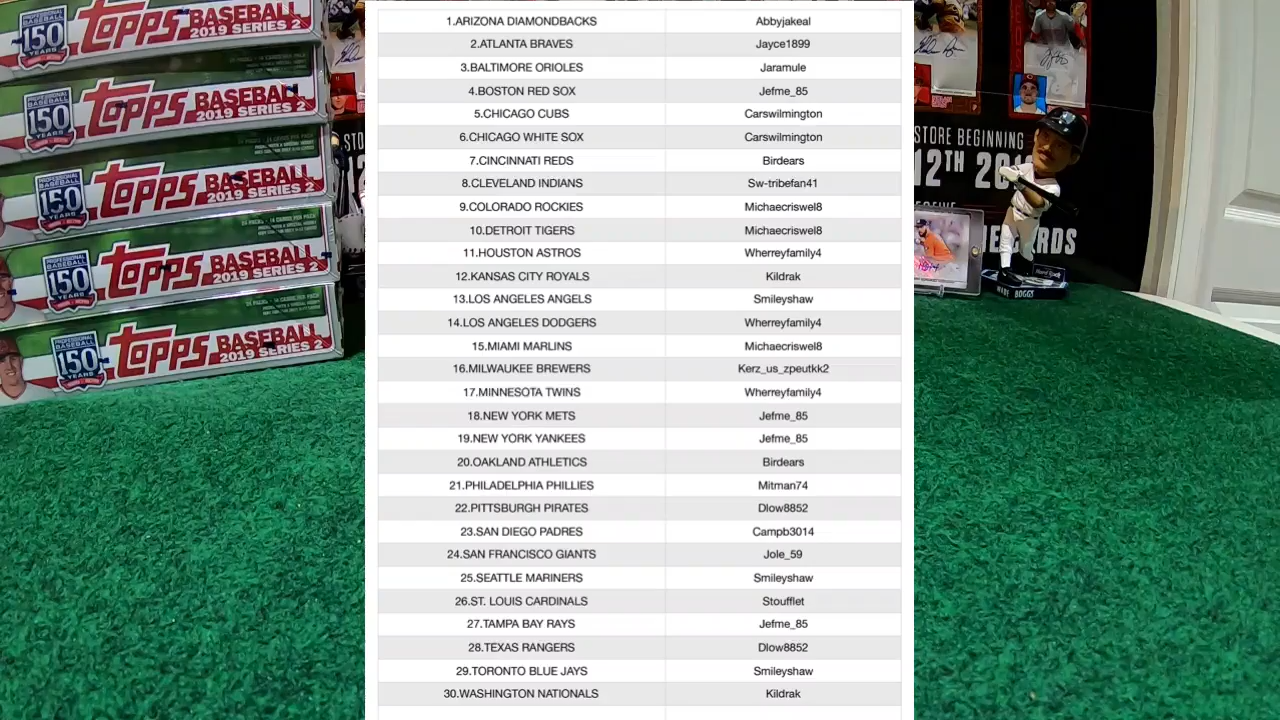 PROFESSIONAL BASEBALL 150 YEARS
Topps BASEBALL
2019 SERIES 2
150 YEARS
Topps BASEBALL
2019 SERIES 2
150 YEARS
Topps BASEBALL
2019 SERIES 2
150 YEARS
Topps BASEBALL
2019 SERIES 2
150 YEARS
Topps BASEBALL
2019 SERIES 2
1.ARIZONA DIAMONDBACKS Abbyjakeal
2.ATLANTA BRAVES Jayce1899
3.BALTIMORE ORIOLES Jaramule
4.BOSTON RED SOX Jefme_85
5.CHICAGO CUBS Carswilmington
6.CHICAGO WHITE SOX Carswilmington
7.CINCINNATI REDS Birdears
8.CLEVELAND INDIANS Sw-tribefan41
9.COLORADO ROCKIES Michaecriswel8
10.DETROIT TIGERS Michaecriswel8
11.HOUSTON ASTROS Wherreyfamily4
12.KANSAS CITY ROYALS Kildrak
13.LOS ANGELES ANGELS Smileyshaw
14.LOS ANGELES DODGERS Wherreyfamily4
15.MIAMI MARLINS Michaecriswel8
16.MILWAUKEE BREWERS Kerz_us_zpeutkk2
17.MINNESOTA TWINS Wherreyfamily4
18.NEW YORK METS Jefme_85
19.NEW YORK YANKEES Jefme_85
20.OAKLAND ATHLETICS Birdears
21.PHILADELPHIA PHILLIES Mitman74
22.PITTSBURGH PIRATES Dlow8852
23.SAN DIEGO PADRES Campb3014
24.SAN FRANCISCO GIANTS Jole_59
25.SEATTLE MARINERS Smileyshaw
26.ST. LOUIS CARDINALS Stoufflet
27.TAMPA BAY RAYS Jefme_85
28.TEXAS RANGERS Dlow8852
29.TORONTO BLUE JAYS Smileyshaw
30.WASHINGTON NATIONALS Kildrak
STORE BEGINNING
12TH
WADE BOGGS